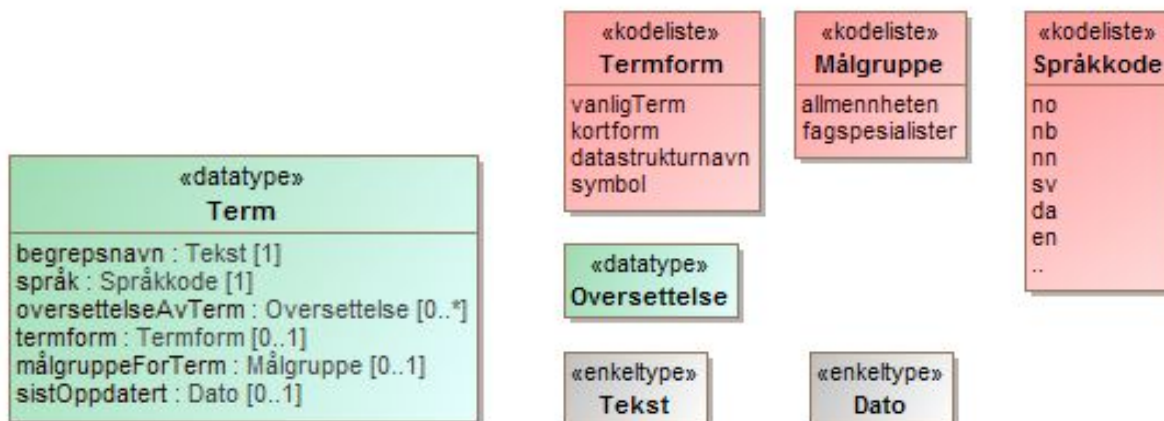 «kodeliste»
Termform
vanligTerm
kortform
datastrukturnavn
symbol
«kodeliste»
Målgruppe
allmennheten
fagspesialister
«kodeliste»
Språkkode
no
nb
nn
sv
da
en
..
«datatype»
Term
begrepsnavn : Tekst [1]
språk : Språkkode [1]
oversettelseAvTerm : Oversettelse [0..*]
termform : Termform [0..1]
målgruppeForTerm : Målgruppe [0..1]
sistOppdatert : Dato [0..1]
«datatype»
Oversettelse
«enkeltype»
Tekst
«enkeltype»
Dato